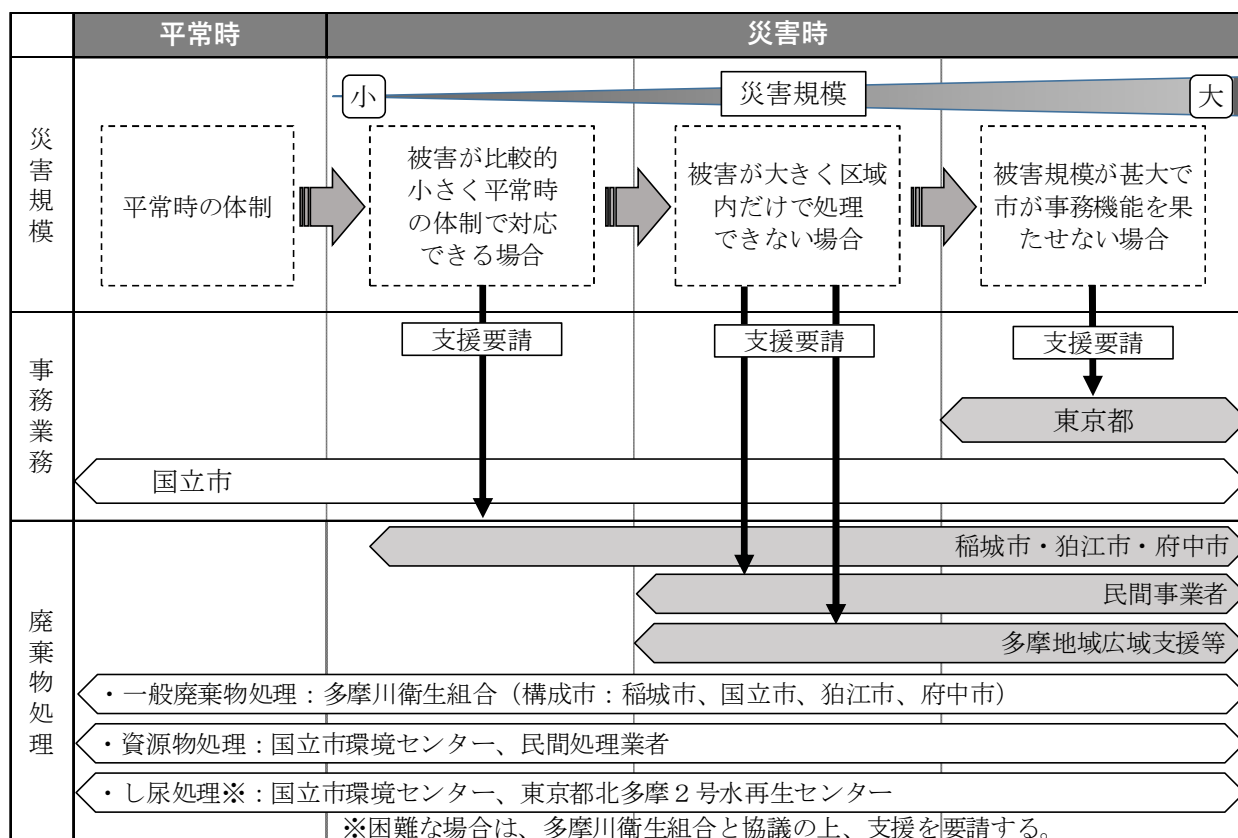 平常時
災害時
災害規模
小
災害規模
大
平常時の体制
被害が比較的
小さく平常時
の体制で対応
できる場合
被害が大きく区域
内だけで処理
できない場合
被害規模が甚大で
市が事務機能を果
たせない場合
事務業務
支援要請
支援要請
支援要請
東京都
国立市
廃棄物処理
稲城市・狛江市・府中市
民間事業者
多摩地域広域支援等
・一般廃棄物処理：多摩川衛生組合（構成市：稲城市、国立市、狛江市、府中市）
・資源物処理：国立市環境センター、民間処理業者
・し尿処理※：国立市環境センター、東京都北多摩２号水再生センター
※困難な場合は、多摩川衛生組合と協議の上、支援を要請する。